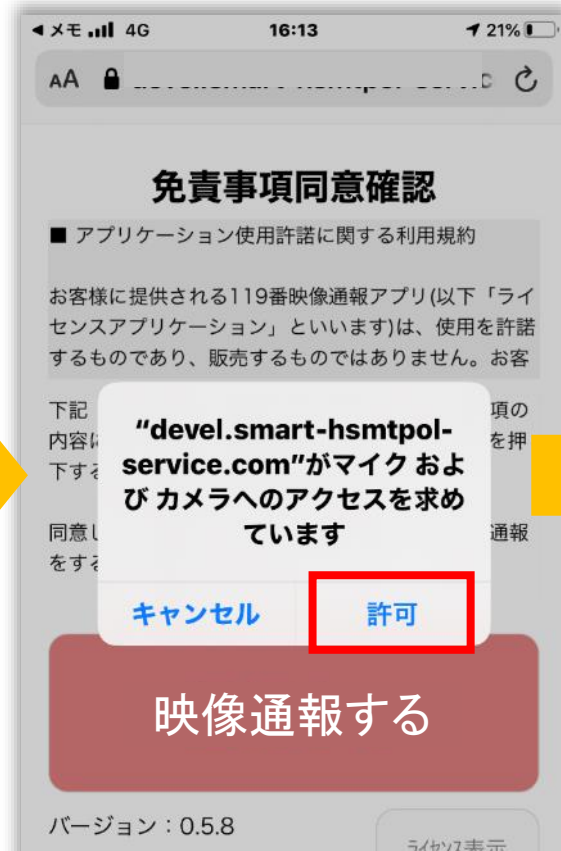 メモ 4G 16:13 21%
AA
免責事項同意確認
■ アプリケーション使用許諾に関する利用規約
お客様に提供される119番映像通報アプリ(以下「ライ
センスアプリケーション」といいます)は、使用を許諾
するものであり、販売するものではありません。お客
下記 項の
内容 を押
下する
同意し 通報
をする
“devel.smart-hsmtpol-
service.com”がマイク およ
び カメラへのアクセスを求め
ています
キャンセル 許可
映像通報する
バージョン：0.5.8
ライセンス表示